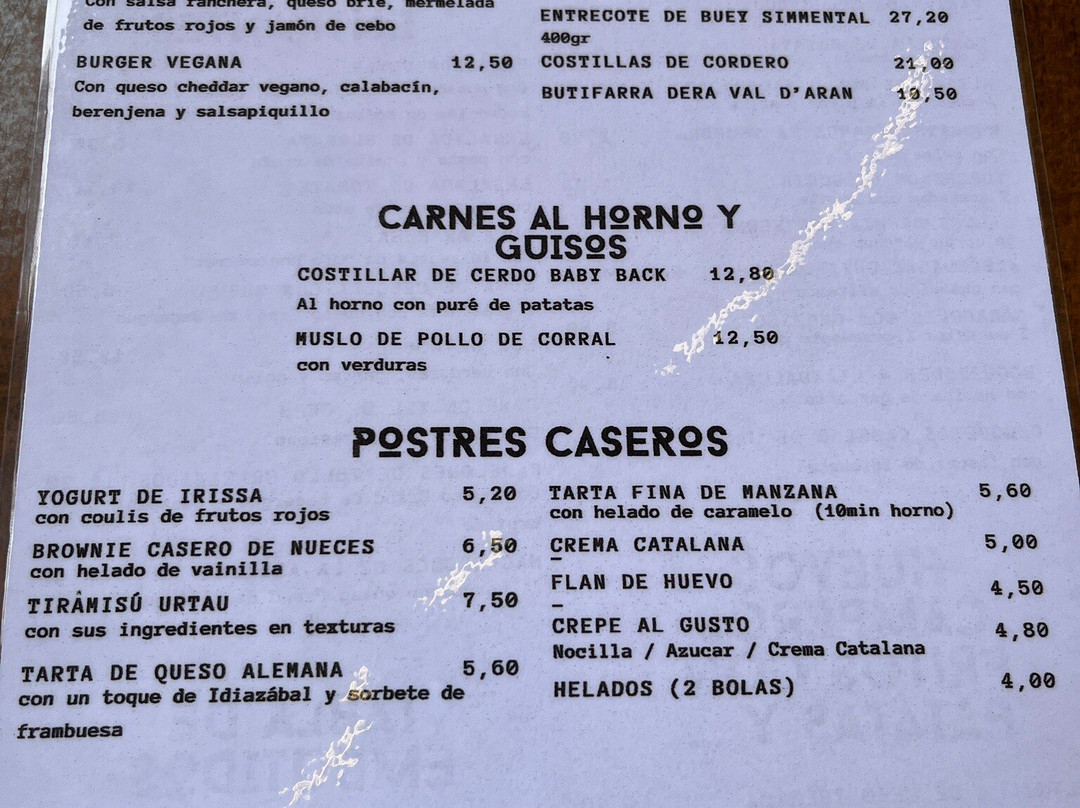 Con salsa ranchera, queso brie, mermelada
de frutos rojos y jamón de cebo
BURGER VEGANA 12,50
Con queso cheddar vegano, calabacín,
berenjena y salsapiquillo
ENTRECOTE DE BUEY SIMMENTAL 27,20
400gr
COSTILLAS DE CORDERO 21,00
BUTIFARRA DERA VAL D'ARAN 10,50
CARNES AL HORNO Y
GUISOS
COSTILLAR DE CERDO BABY BACK 12,80
Al horno con puré de patatas
MUSLO DE POLLO DE CORRAL 12,50
con verduras
POSTRES CASEROS
YOGURT DE IRISSA 5,20
con coulis de frutos rojos
BROWNIE CASERO DE NUECES 6,50
con helado de vainilla
TIRÂMISÚ URTAU 7,50
con sus ingredientes en texturas
TARTA DE QUESO ALEMANA 5,60
con un toque de Idiazábal y sorbete de
frambuesa
TARTA FINA DE MANZANA 5,60
con helado de caramelo (10min horno)
CREMA CATALANA 5,00
–
FLAN DE HUEVO 4,50
–
CREPE AL GUSTO 4,80
Nocilla / Azucar / Crema Catalana
HELADOS (2 BOLAS) 4,00